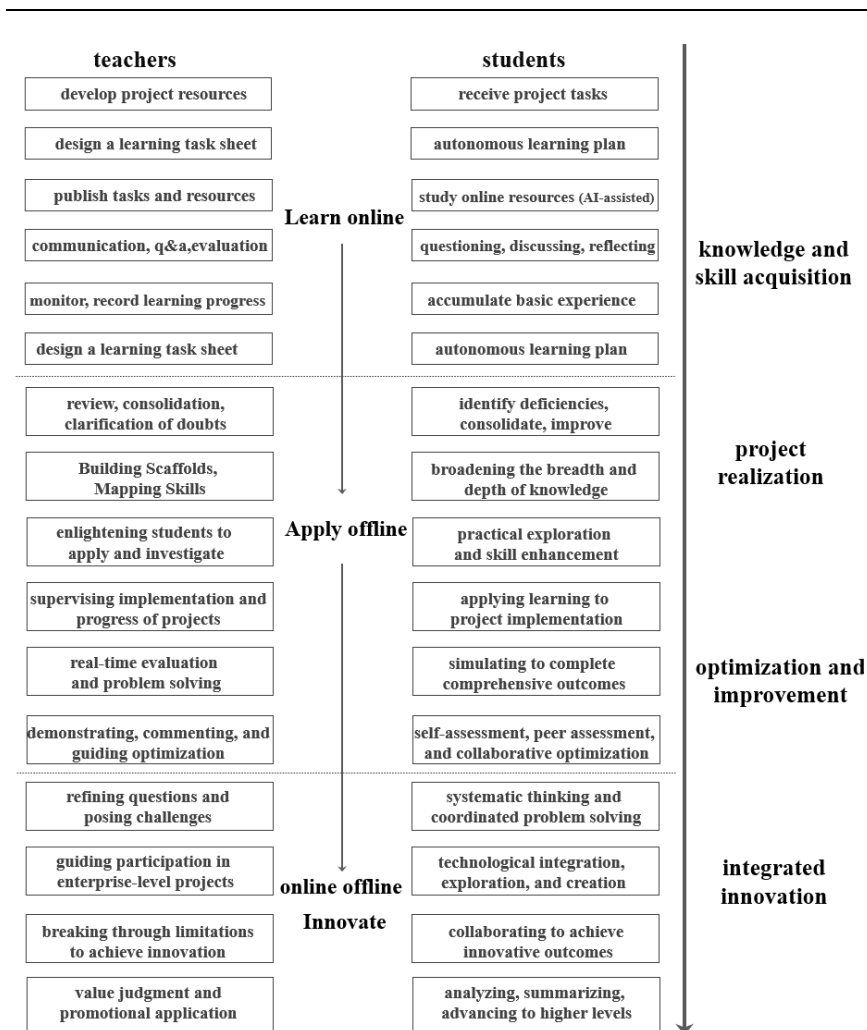 teachers
students
develop project resources
receive project tasks
design a learning task sheet
autonomous learning plan
publish tasks and resources
study online resources (AI-assisted)
Learn online
communication, q&a,evaluation
questioning, discussing, reflecting
knowledge and
skill acquisition
monitor, record learning progress
accumulate basic experience
design a learning task sheet
autonomous learning plan
review, consolidation,
clarification of doubts
identify deficiencies,
consolidate, improve
project
realization
Building Scaffolds,
Mapping Skills
broadening the breadth and
depth of knowledge
Apply offline
enlightening students to
apply and investigate
practical exploration
and skill enhancement
supervising implementation and
progress of projects
applying learning to
project implementation
real-time evaluation
and problem solving
simulating to complete
comprehensive outcomes
optimization and
improvement
demonstrating, commenting, and
guiding optimization
self-assessment, peer assessment,
and collaborative optimization
refining questions and
posing challenges
systematic thinking and
coordinated problem solving
guiding participation in
enterprise-level projects
online offline
Innovate
technological integration,
exploration, and creation
integrated
innovation
breaking through limitations
to achieve innovation
collaborating to achieve
innovative outcomes
value judgment and
promotional application
analyzing, summarizing,
advancing to higher levels